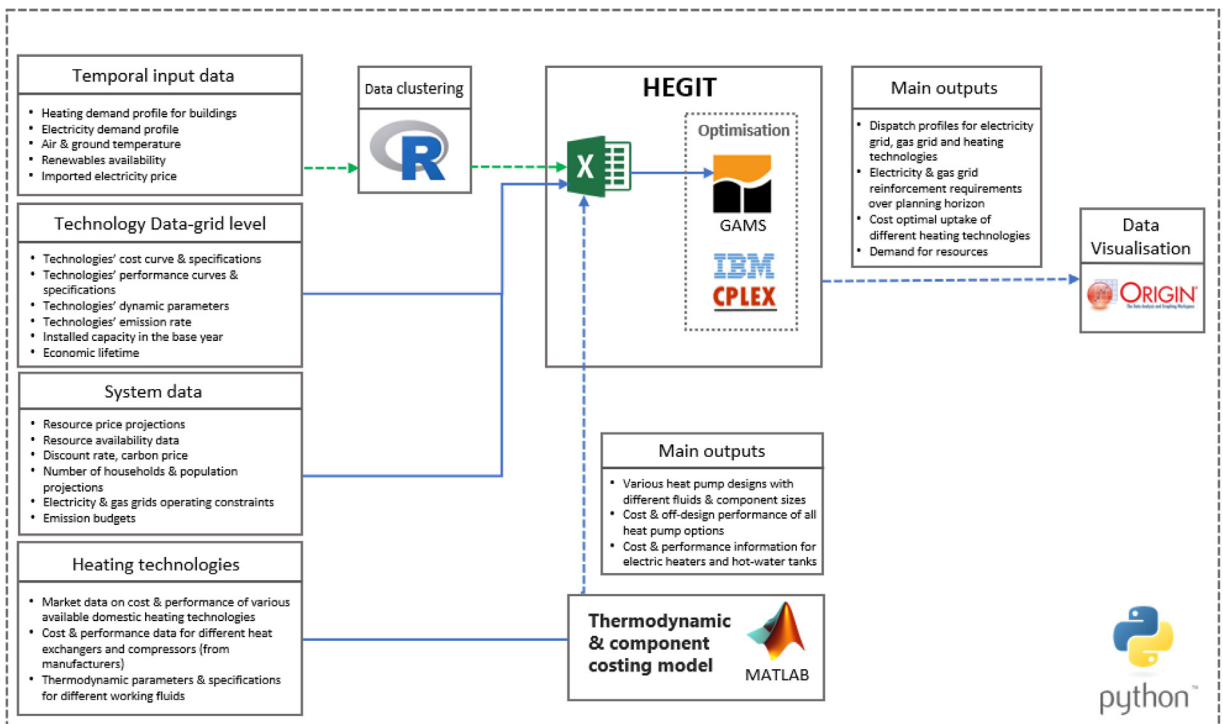 Temporal input data
• Heating demand profile for buildings
• Electricity demand profile
• Air & ground temperature
• Renewables availability
• Imported electricity price
Data clustering
R
HEGIT
X
Optimisation
GAMS
IBM
CPLEX
Main outputs
• Dispatch profiles for electricity
grid, gas grid and heating
technologies
• Electricity & gas grid
reinforcement requirements
over planning horizon
• Cost optimal uptake of
different heating technologies
• Demand for resources
Data
Visualisation
ORIGIN®
The Data Analysis and Graphing Workspace
Technology Data-grid level
• Technologies' cost curve & specifications
• Technologies' performance curves &
specifications
• Technologies' dynamic parameters
• Technologies' emission rate
• Installed capacity in the base year
• Economic lifetime
System data
• Resource price projections
• Resource availability data
• Discount rate, carbon price
• Number of households & population
projections
• Electricity & gas grids operating constraints
• Emission budgets
Main outputs
• Various heat pump designs with
different fluids & component sizes
• Cost & off-design performance of all
heat pump options
• Cost & performance information for
electric heaters and hot-water tanks
Heating technologies
• Market data on cost & performance of various
available domestic heating technologies
• Cost & performance data for different heat
exchangers and compressors (from
manufacturers)
• Thermodynamic parameters & specifications
for different working fluids
Thermodynamic
& component
costing model
MATLAB
python™